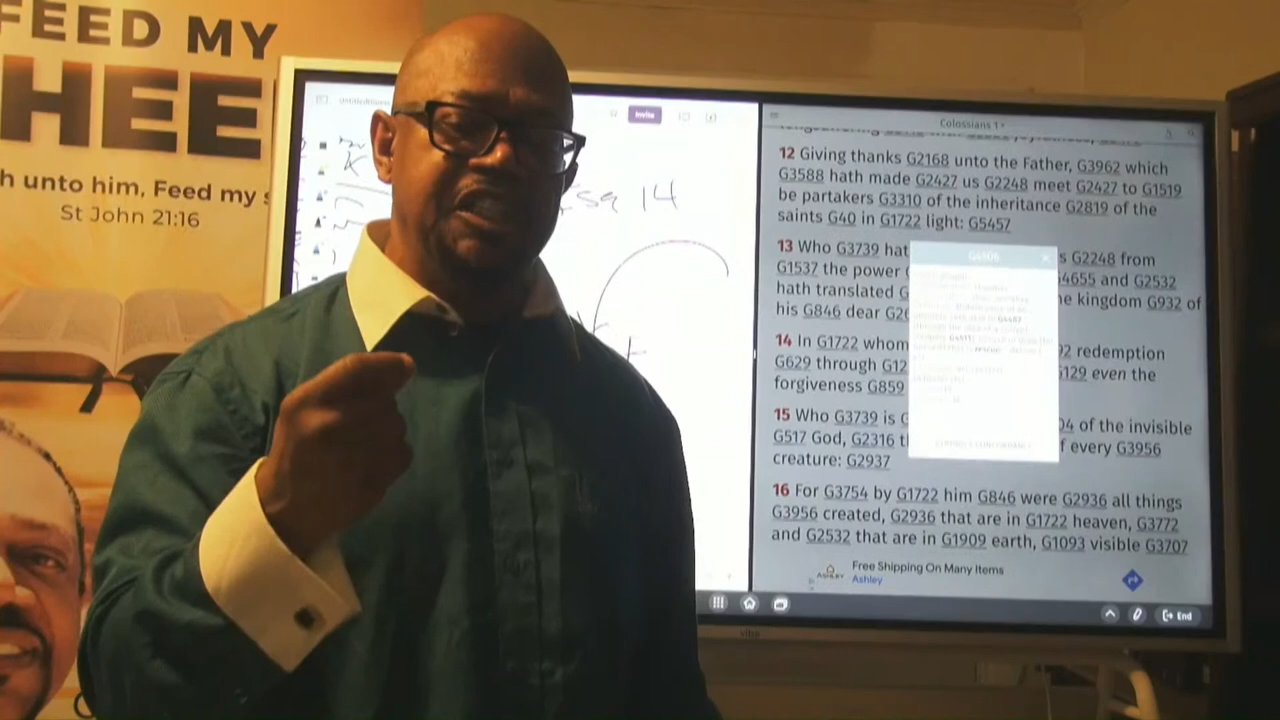 FEED MY
HEE
h unto him, Feed my s
St John 21:16
Invite
sa 14
Colossians 1
12 Giving thanks G2168 unto the Father, G3962 which
G3588 hath made G2427 us G2248 meet G2427 to G1519
be partakers G3310 of the inheritance G2819 of the
saints G40 in G1722 light: G5457
13 Who G3739 hat s G2248 from
G1537 the power 4655 and G2532
hath translated G e kingdom G932 of
his G846 dear G2
14 In G1722 whom 2 redemption
G629 through G12 129 even the
forgiveness G859
15 Who G3739 is G 04 of the invisible
G517 God, G2316 t f every G3956
creature: G2937
16 For G3754 by G1722 him G846 were G2936 all things
G3956 created, G2936 that are in G1722 heaven, G3772
and G2532 that are in G1909 earth, G1093 visible G3707
ASHLEY
Free Shipping On Many Items
Ashley
End